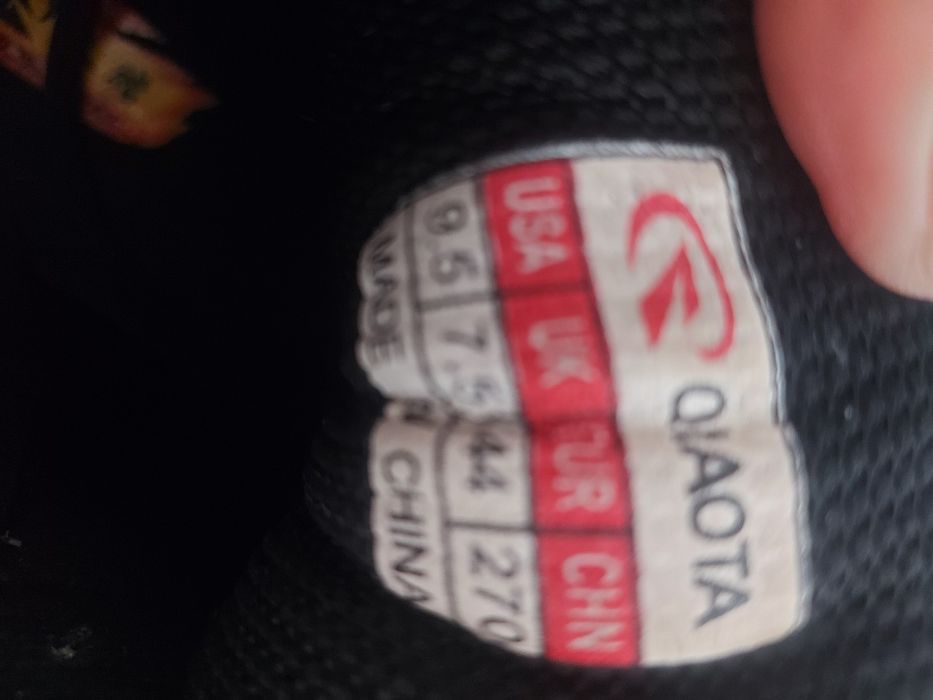 QIAOTA
USA UK EUR CHN
9.5 7.5 44 270
MADE IN CHINA